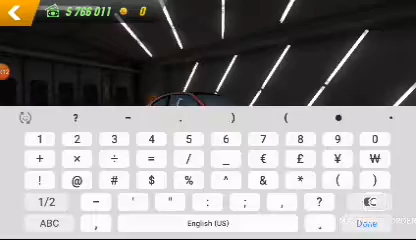 $ 766 011 0
? – . ) ( • ·
1 2 3 4 5 6 7 8 9 0
+ × ÷ = / _ € £ ¥ ₩
! @ # $ % ^ & * ( )
1/2 – ' " : ; , ?
ABC , English (US) . Done